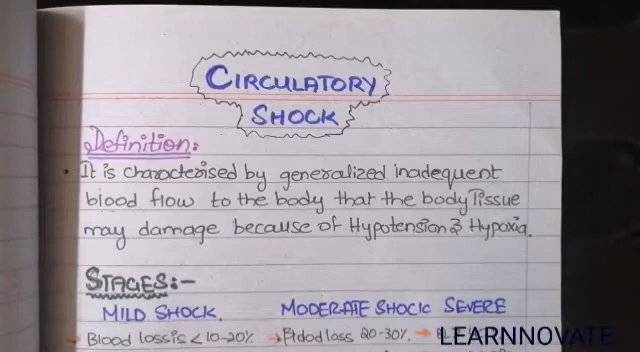 CIRCULATORY
SHOCK
Definition:
• It is characterised by generalized inadequent
blood flow to the body that the body Tissue
may damage because of Hypotension & Hypoxia.
STAGES:-
MILD SHOCK. MODERATE SHOCK SEVERE
→ Blood loss is < 10-20% → Blood loss 20-30% →
LEARNNOVATE